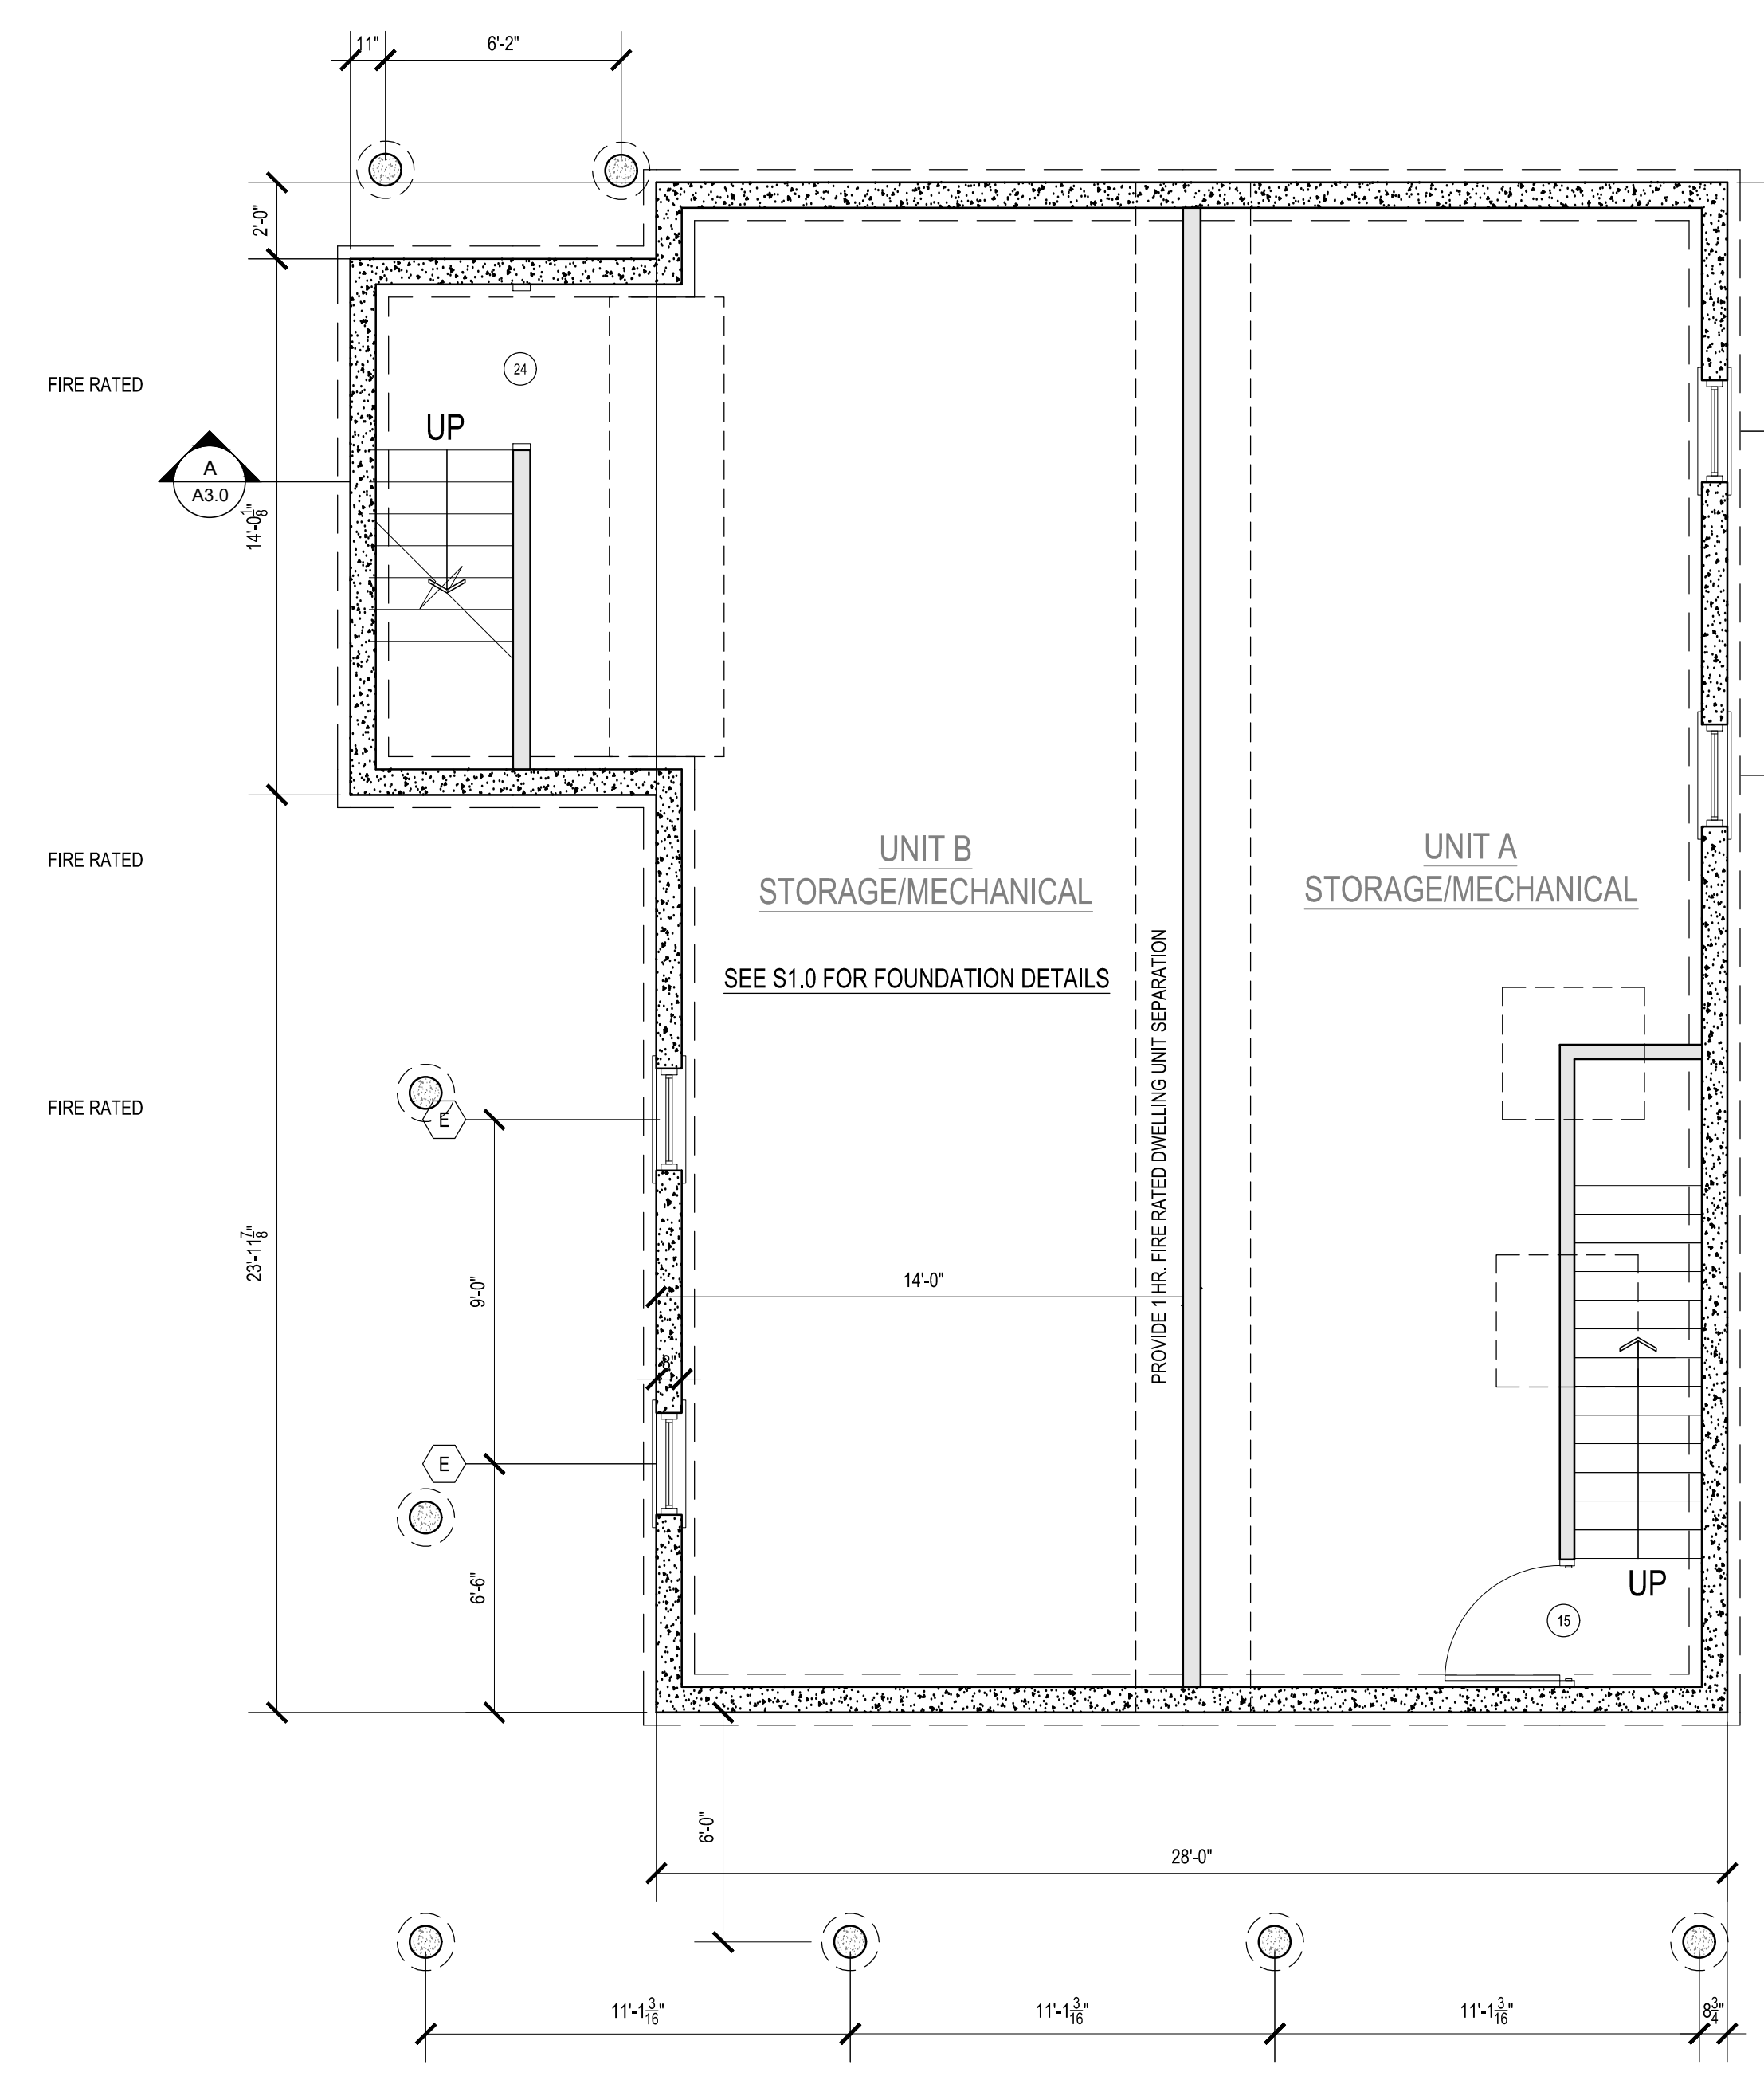 11"
6'-2"
2'-0"
24
FIRE RATED
UP
A
A3.0
14'-0 1/8"
UNIT B
STORAGE/MECHANICAL
UNIT A
STORAGE/MECHANICAL
FIRE RATED
SEE S1.0 FOR FOUNDATION DETAILS
PROVIDE 1 HR. FIRE RATED DWELLING UNIT SEPARATION
FIRE RATED
E
23'-11 7/8"
9'-0"
14'-0"
8"
E
6'-6"
UP
15
6'-0"
28'-0"
11'-1 3/16"
11'-1 3/16"
11'-1 3/16"
8 3/4"